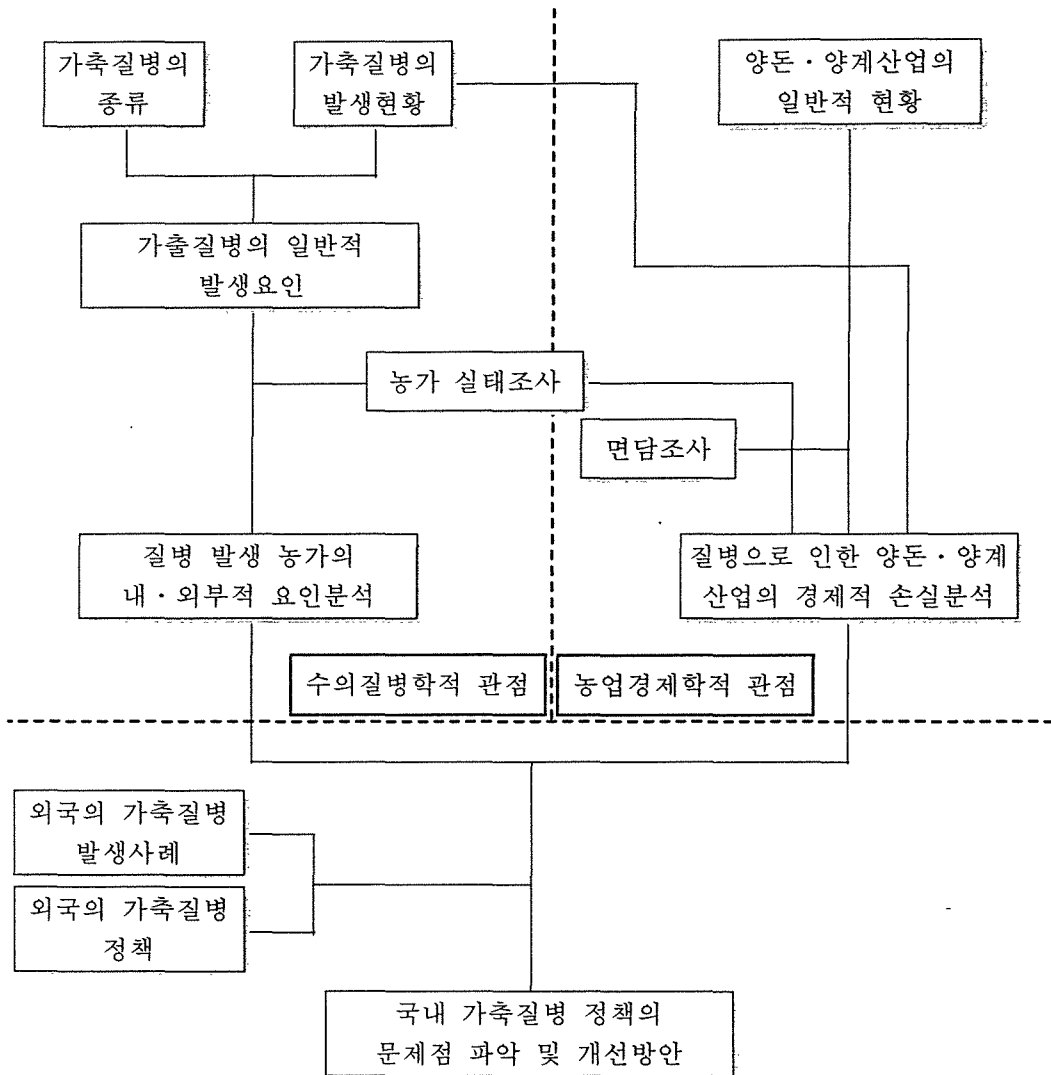 가축질병의
종류
가축질병의
발생현황
양돈·양계산업의
일반적 현황
가출질병의 일반적
발생요인
농가 실태조사
면담조사
질병 발생 농가의
내·외부적 요인분석
질병으로 인한 양돈·양계
산업의 경제적 손실분석
수의질병학적 관점
농업경제학적 관점
외국의 가축질병
발생사례
외국의 가축질병
정책
국내 가축질병 정책의
문제점 파악 및 개선방안